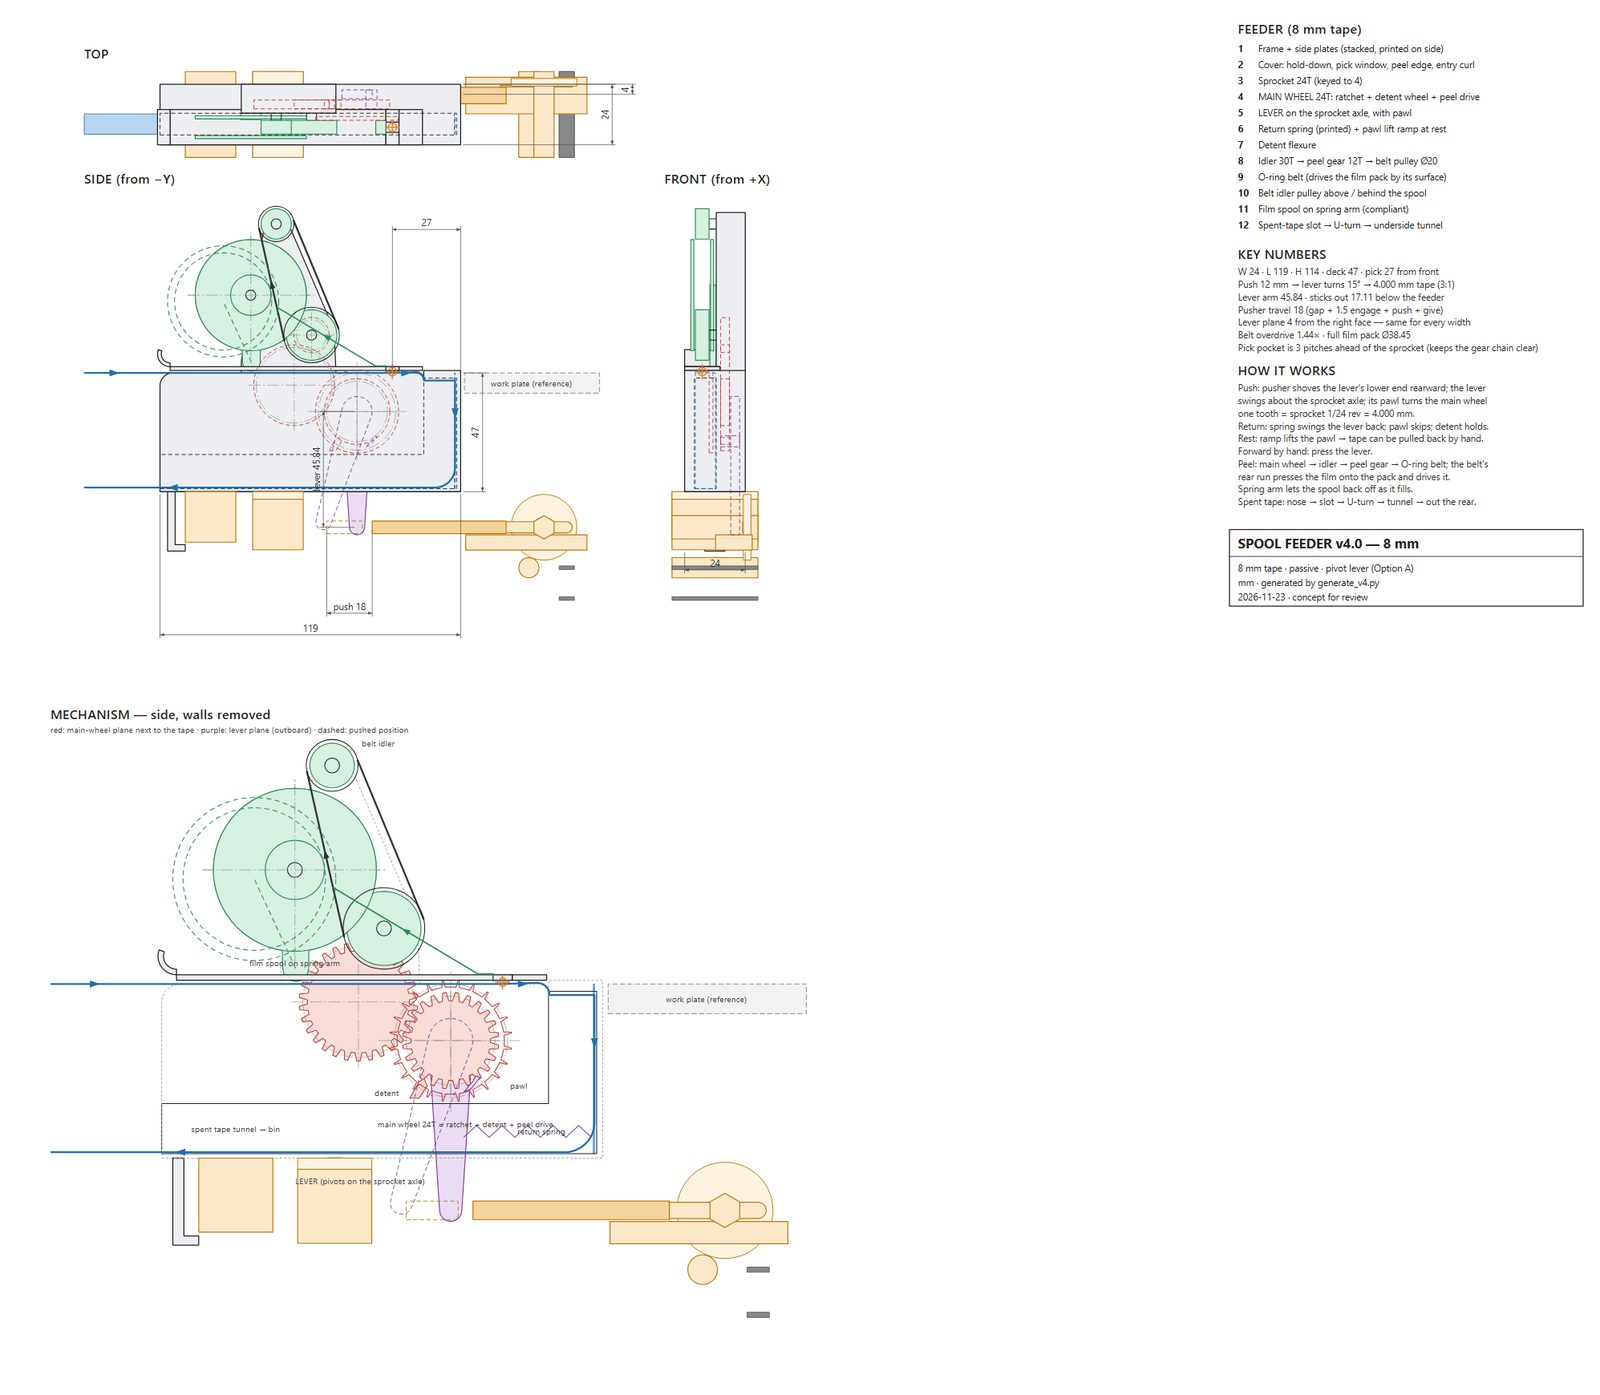 TOP
4
24
SIDE (from −Y)
FRONT (from +X)
27
work plate (reference)
47
lever 45.84
push 18
119
24
FEEDER (8 mm tape)
1 Frame + side plates (stacked, printed on side)
2 Cover: hold-down, pick window, peel edge, entry curl
3 Sprocket 24T (keyed to 4)
4 MAIN WHEEL 24T: ratchet + detent wheel + peel drive
5 LEVER on the sprocket axle, with pawl
6 Return spring (printed) + pawl lift ramp at rest
7 Detent flexure
8 Idler 30T → peel gear 12T → belt pulley Ø20
9 O-ring belt (drives the film pack by its surface)
10 Belt idler pulley above / behind the spool
11 Film spool on spring arm (compliant)
12 Spent-tape slot → U-turn → underside tunnel
KEY NUMBERS
W 24 · L 119 · H 114 · deck 47 · pick 27 from front
Push 12 mm → lever turns 15° → 4.000 mm tape (3:1)
Lever arm 45.84 · sticks out 17.11 below the feeder
Pusher travel 18 (gap + 1.5 engage + push + give)
Lever plane 4 from the right face — same for every width
Belt overdrive 1.44× · full film pack Ø38.45
Pick pocket is 3 pitches ahead of the sprocket (keeps the gear chain clear)
HOW IT WORKS
Push: pusher shoves the lever's lower end rearward; the lever
swings about the sprocket axle; its pawl turns the main wheel
one tooth = sprocket 1/24 rev = 4.000 mm.
Return: spring swings the lever back; pawl skips; detent holds.
Rest: ramp lifts the pawl → tape can be pulled back by hand.
Forward by hand: press the lever.
Peel: main wheel → idler → peel gear → O-ring belt; the belt's
rear run presses the film onto the pack and drives it.
Spring arm lets the spool back off as it fills.
Spent tape: nose → slot → U-turn → tunnel → out the rear.
SPOOL FEEDER v4.0 — 8 mm
8 mm tape · passive · pivot lever (Option A)
mm · generated by generate_v4.py
2026-11-23 · concept for review
MECHANISM — side, walls removed
red: main-wheel plane next to the tape · purple: lever plane (outboard) · dashed: pushed position
belt idler
film spool on spring arm
work plate (reference)
pawl
detent
main wheel 24T = ratchet + detent + peel drive
return spring
spent tape tunnel → bin
LEVER (pivots on the sprocket axle)